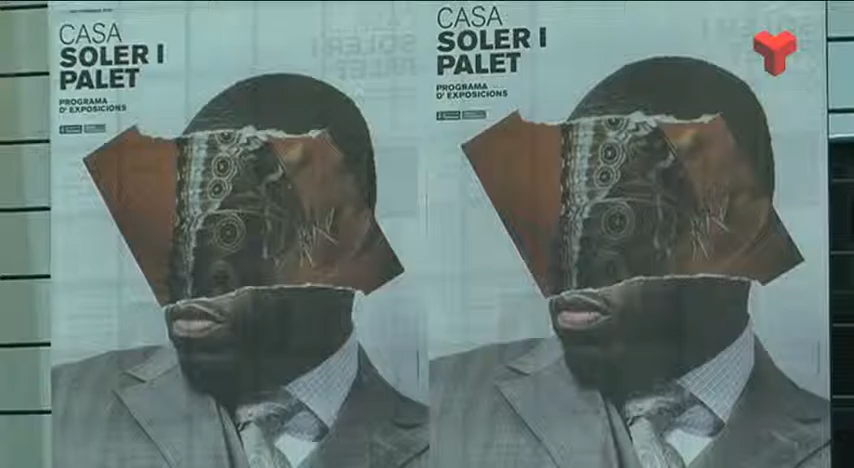 CASA
SOLER I
PALET
PROGRAMA
D'EXPOSICIONS
CASA
SOLER I
PALET
PROGRAMA
D'EXPOSICIONS